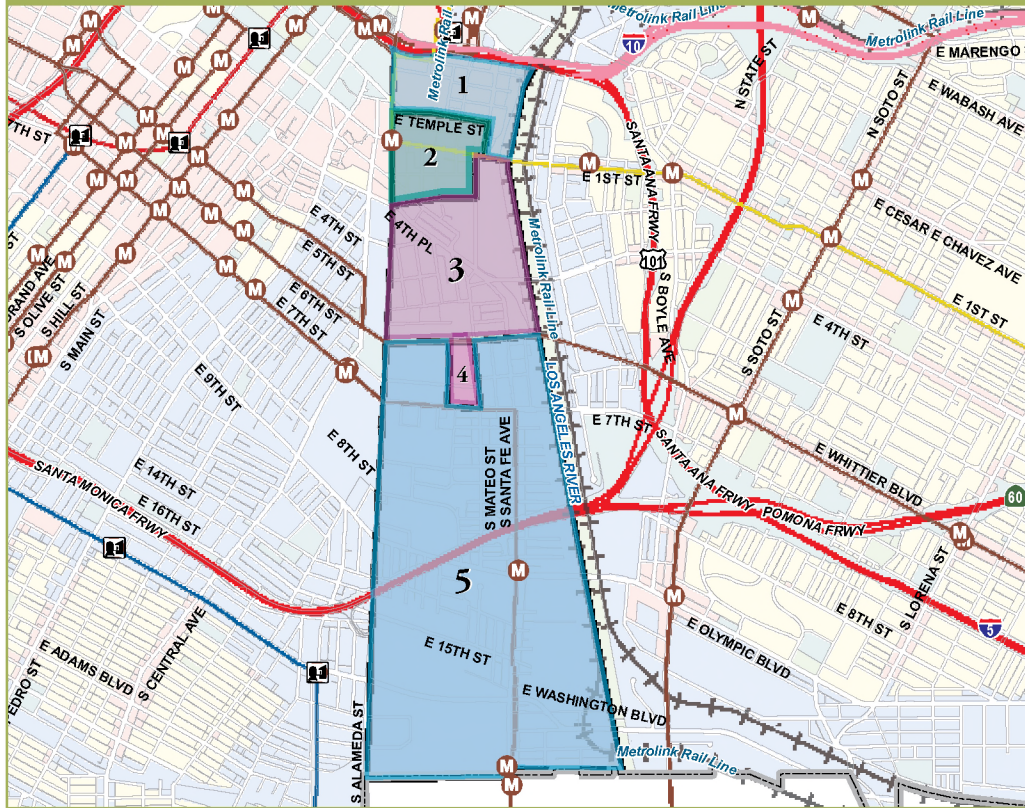 Metrolink Rail Line
Metrolink Rail Line
Metrolink Rail
10
E MARENGO
N STATE ST
N SOTO ST
E WABASH AVE
1
E TEMPLE ST
2
7TH ST
M
SANTA ANA FRWY
E 1ST ST
E CESAR E CHAVEZ AVE
E 4TH PL
E 4TH ST
E 5TH ST
E 6TH ST
E 7TH ST
3
Metrolink Rail Line
101
S BOYLE AVE
S SOTO ST
E 1ST ST
E 4TH ST
GRAND AVE
S OLIVE ST
S HILL ST
S MAIN ST
E 9TH ST
E 8TH ST
4
LOS ANGELES RIVER
E 7TH ST
SANTA ANA FRWY
E WHITTIER BLVD
POMONA FRWY
60
S MATEO ST
S SANTA FE AVE
E 14TH ST
E 16TH ST
SANTA MONICA FRWY
5
E 15TH ST
S LORENA ST
E 8TH ST
5
E OLYMPIC BLVD
S CENTRAL AVE
E ADAMS BLVD
PEDRO ST
E WASHINGTON BLVD
S ALAMEDA ST
Metrolink Rail Line